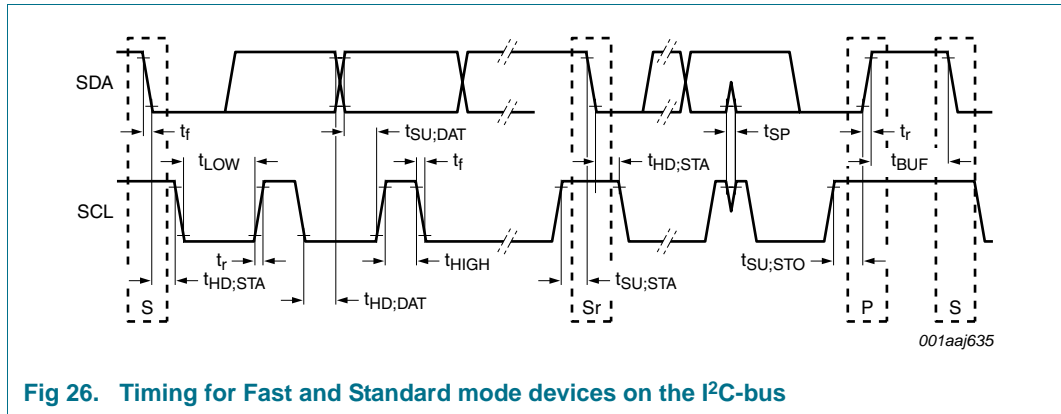 SDA
t_f
t_SU;DAT
t_SP
t_r
t_LOW
t_f
t_HD;STA
t_BUF
SCL
t_r
t_HIGH
t_SU;STO
t_HD;STA
t_SU;STA
t_HD;DAT
S
Sr
P
S
001aaj635
Fig 26. Timing for Fast and Standard mode devices on the I²C-bus